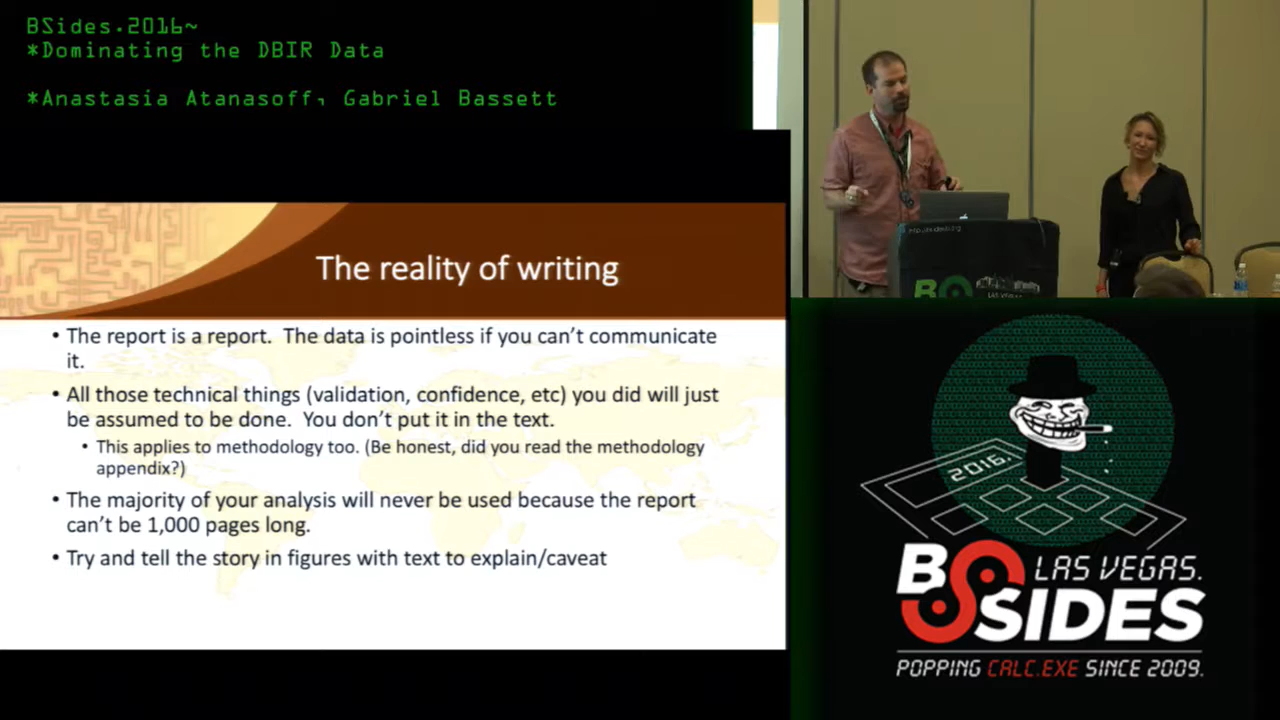 BSides.2016~
*Dominating the DBIR Data
*Anastasia Atanasoff, Gabriel Bassett
The reality of writing
• The report is a report. The data is pointless if you can't communicate
it.
• All those technical things (validation, confidence, etc) you did will just
be assumed to be done. You don't put it in the text.
• This applies to methodology too. (Be honest, did you read the methodology
appendix?)
• The majority of your analysis will never be used because the report
can't be 1,000 pages long.
• Try and tell the story in figures with text to explain/caveat
BS
LAS VEGAS
2016.
BSIDES
LAS VEGAS.
POPPING CALC.EXE SINCE 2009.